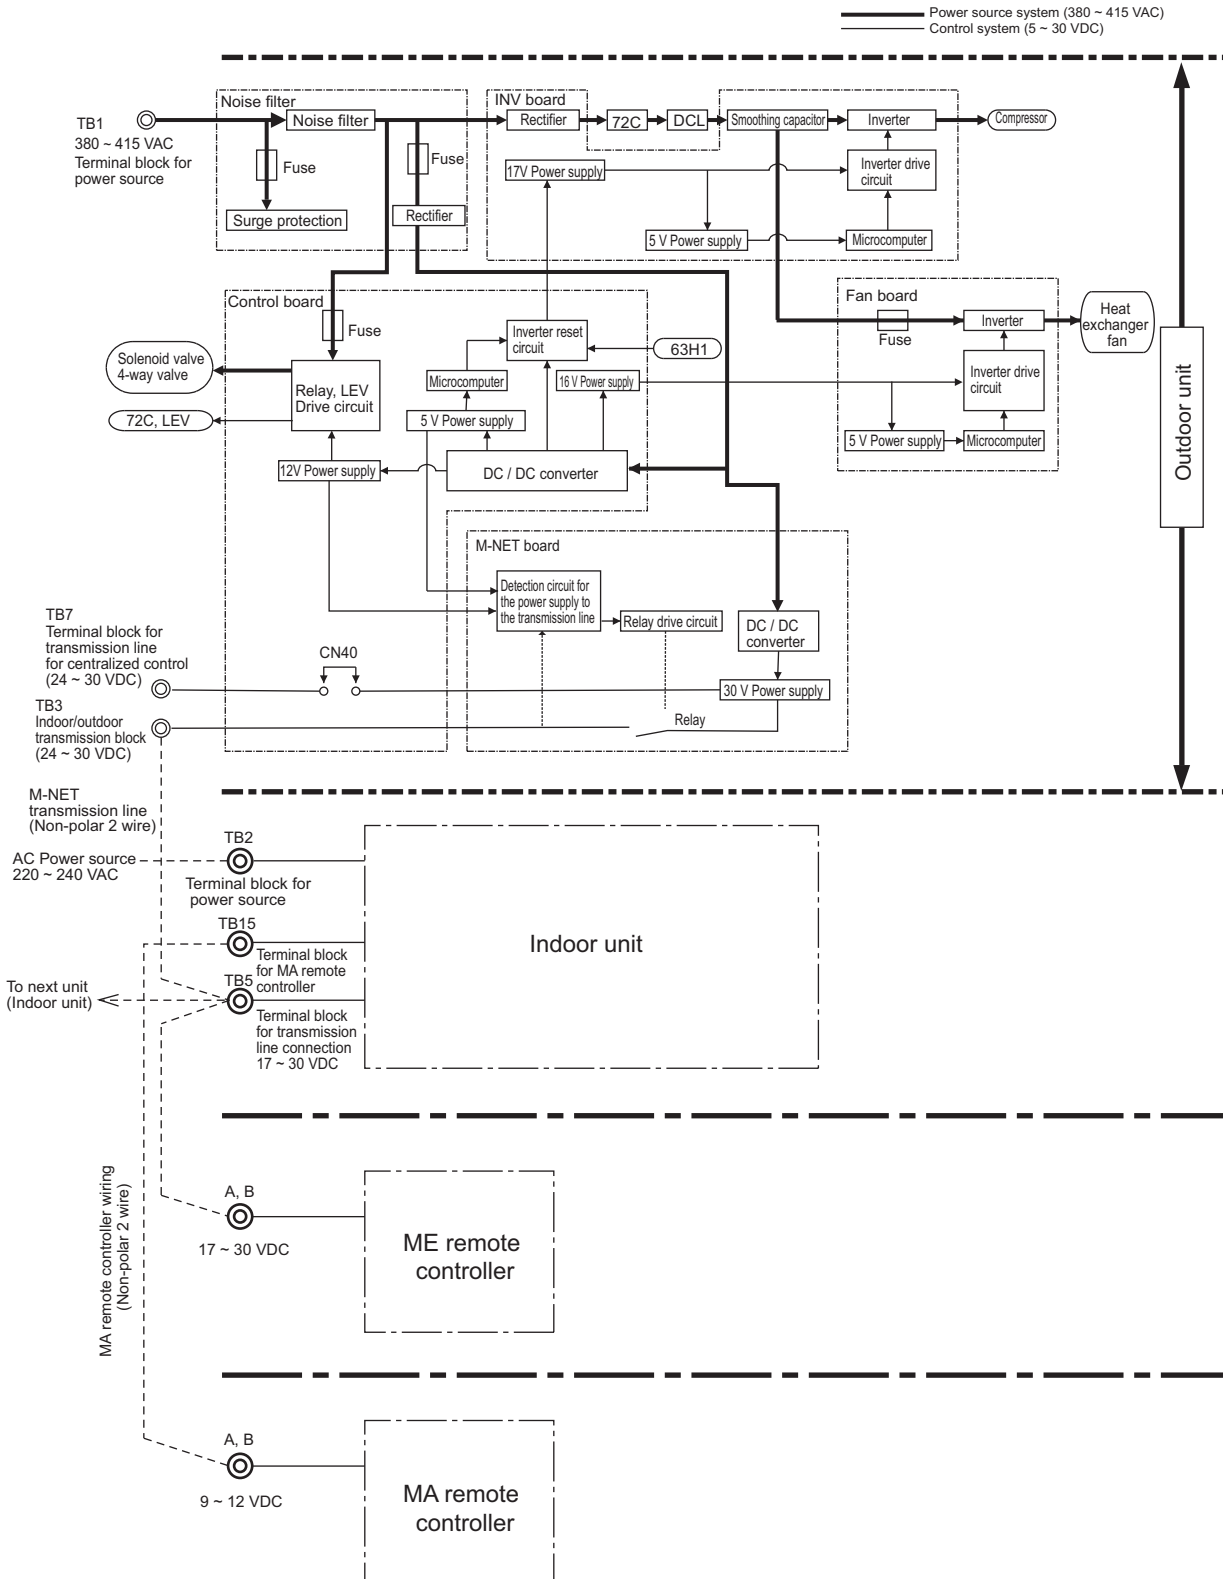 Power source system (380 ~ 415 VAC)
Control system (5 ~ 30 VDC)
Noise filter
INV board
TB1
380 ~ 415 VAC
Terminal block for
power source
Noise filter
Rectifier
72C
DCL
Smoothing capacitor
Inverter
Compressor
Fuse
Fuse
17V Power supply
Inverter drive
circuit
Surge protection
Rectifier
5 V Power supply
Microcomputer
Control board
Fan board
Fuse
Inverter reset
circuit
63H1
Fuse
Inverter
Heat
exchanger
fan
Solenoid valve
4-way valve
Relay, LEV
Drive circuit
Microcomputer
16 V Power supply
Inverter drive
circuit
72C, LEV
5 V Power supply
5 V Power supply
Microcomputer
12V Power supply
DC / DC converter
Outdoor unit
M-NET board
Detection circuit for
the power supply to
the transmission line
Relay drive circuit
DC / DC
converter
TB7
Terminal block for
transmission line
for centralized control
(24 ~ 30 VDC)
CN40
30 V Power supply
TB3
Indoor/outdoor
transmission block
(24 ~ 30 VDC)
Relay
M-NET
transmission line
(Non-polar 2 wire)
AC Power source
220 ~ 240 VAC
TB2
Terminal block for
power source
TB15
Terminal block
for MA remote
controller
Indoor unit
To next unit
(Indoor unit)
TB5
Terminal block
for transmission
line connection
17 ~ 30 VDC
MA remote controller wiring
(Non-polar 2 wire)
A, B
17 ~ 30 VDC
ME remote
controller
A, B
9 ~ 12 VDC
MA remote
controller